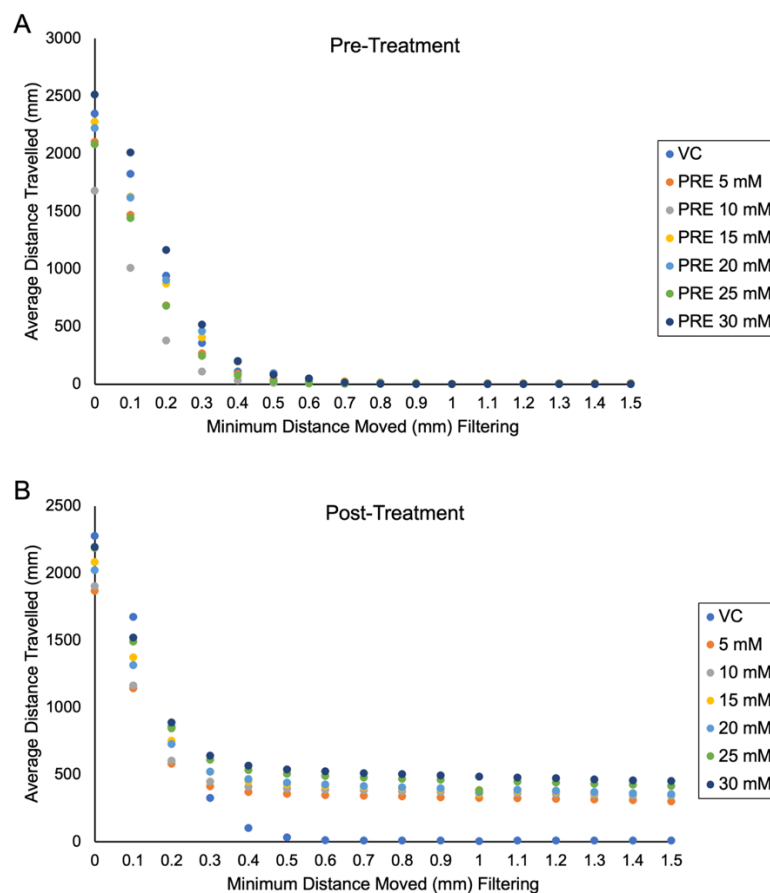 A
Pre-Treatment
3000
2500
2000
1500
1000
500
0
Average Distance Travelled (mm)
0 0.1 0.2 0.3 0.4 0.5 0.6 0.7 0.8 0.9 1 1.1 1.2 1.3 1.4 1.5
Minimum Distance Moved (mm) Filtering
VC
PRE 5 mM
PRE 10 mM
PRE 15 mM
PRE 20 mM
PRE 25 mM
PRE 30 mM
B
Post-Treatment
2500
2000
1500
1000
500
0
Average Distance Travelled (mm)
0 0.1 0.2 0.3 0.4 0.5 0.6 0.7 0.8 0.9 1 1.1 1.2 1.3 1.4 1.5
Minimum Distance Moved (mm) Filtering
VC
5 mM
10 mM
15 mM
20 mM
25 mM
30 mM